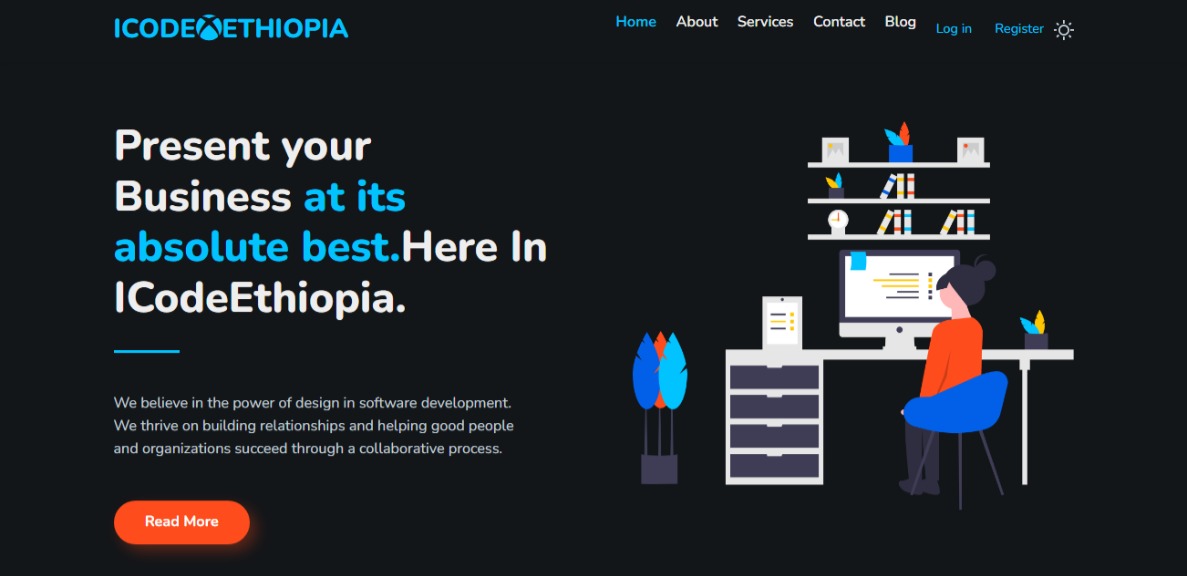 ICODE ETHIOPIA
Home About Services Contact Blog Log in Register
Present your
Business at its
absolute best.Here In
ICodeEthiopia.
We believe in the power of design in software development.
We thrive on building relationships and helping good people
and organizations succeed through a collaborative process.
Read More